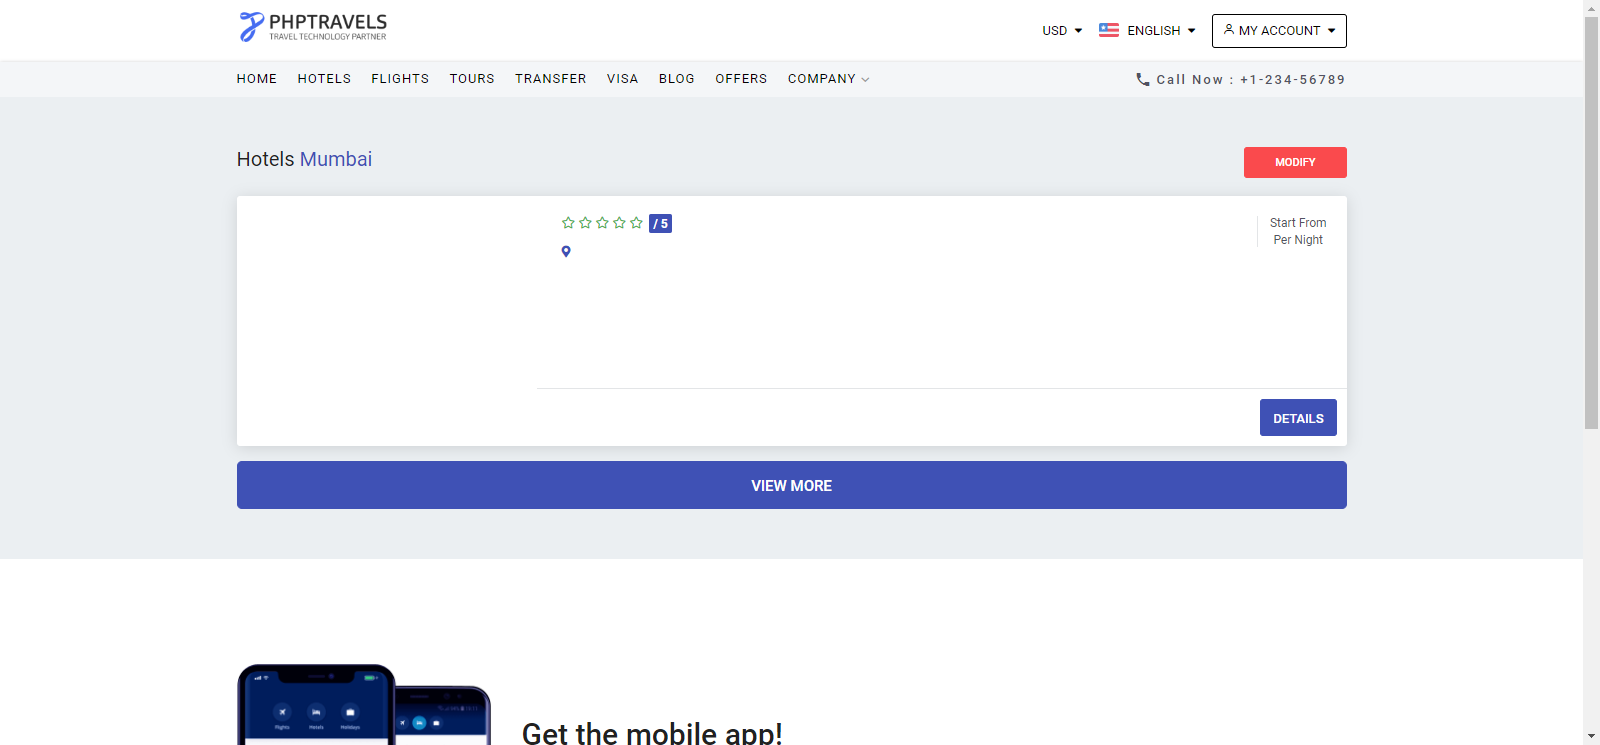 PHPTRAVELS
TRAVEL TECHNOLOGY PARTNER
USD
ENGLISH
MY ACCOUNT
HOME HOTELS FLIGHTS TOURS TRANSFER VISA BLOG OFFERS COMPANY
Call Now : +1-234-56789
Hotels Mumbai
MODIFY
/ 5
Start From
Per Night
DETAILS
VIEW MORE
Flights Hotels Holidays
Get the mobile app!